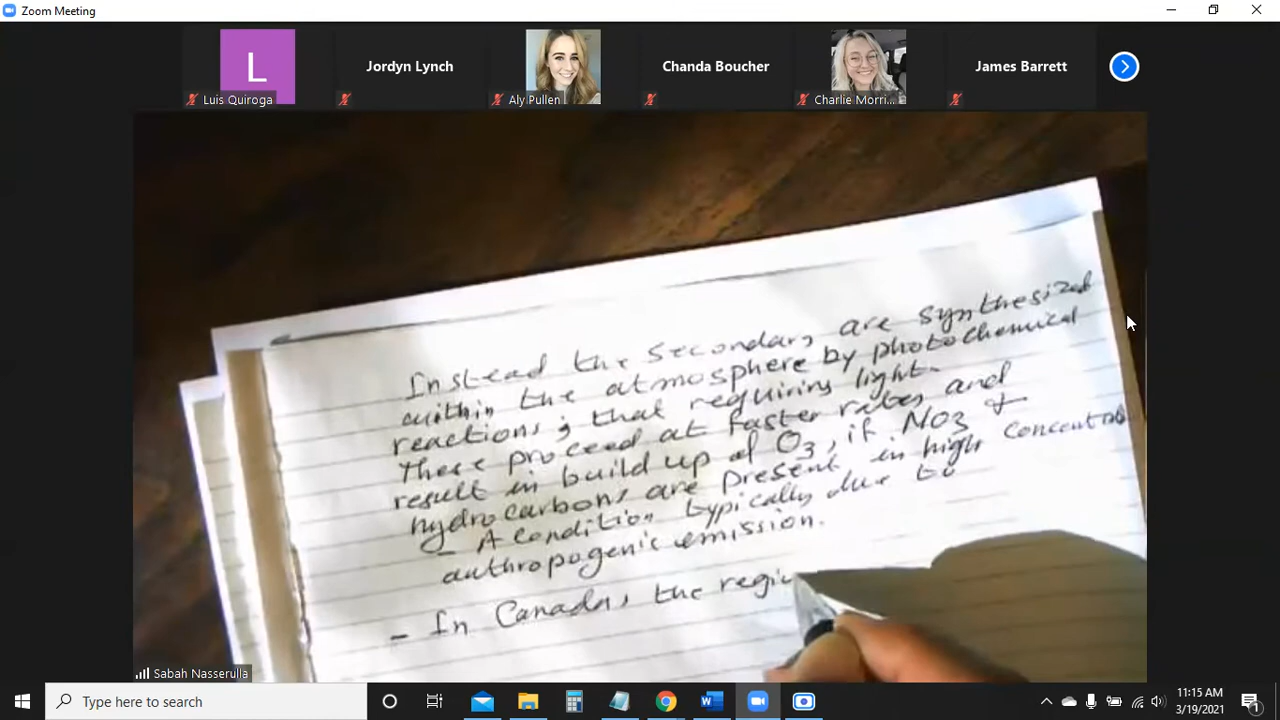 Zoom Meeting
L
Luis Quiroga
Jordyn Lynch
Aly Pullen
Chanda Boucher
Charlie Morri...
James Barrett
Instead the secondary are synthesized
within the atmosphere by photochemical
reactions; that requiring light.
These proceed at faster rates and
result in build up of O3, if NO3 +
hydrocarbons are present in high concentrat
- A condition typically due to
anthropogenic emission.
- In Canada, the regi
Sabah Nasserulla
Type here to search
11:15 AM
3/19/2021
1